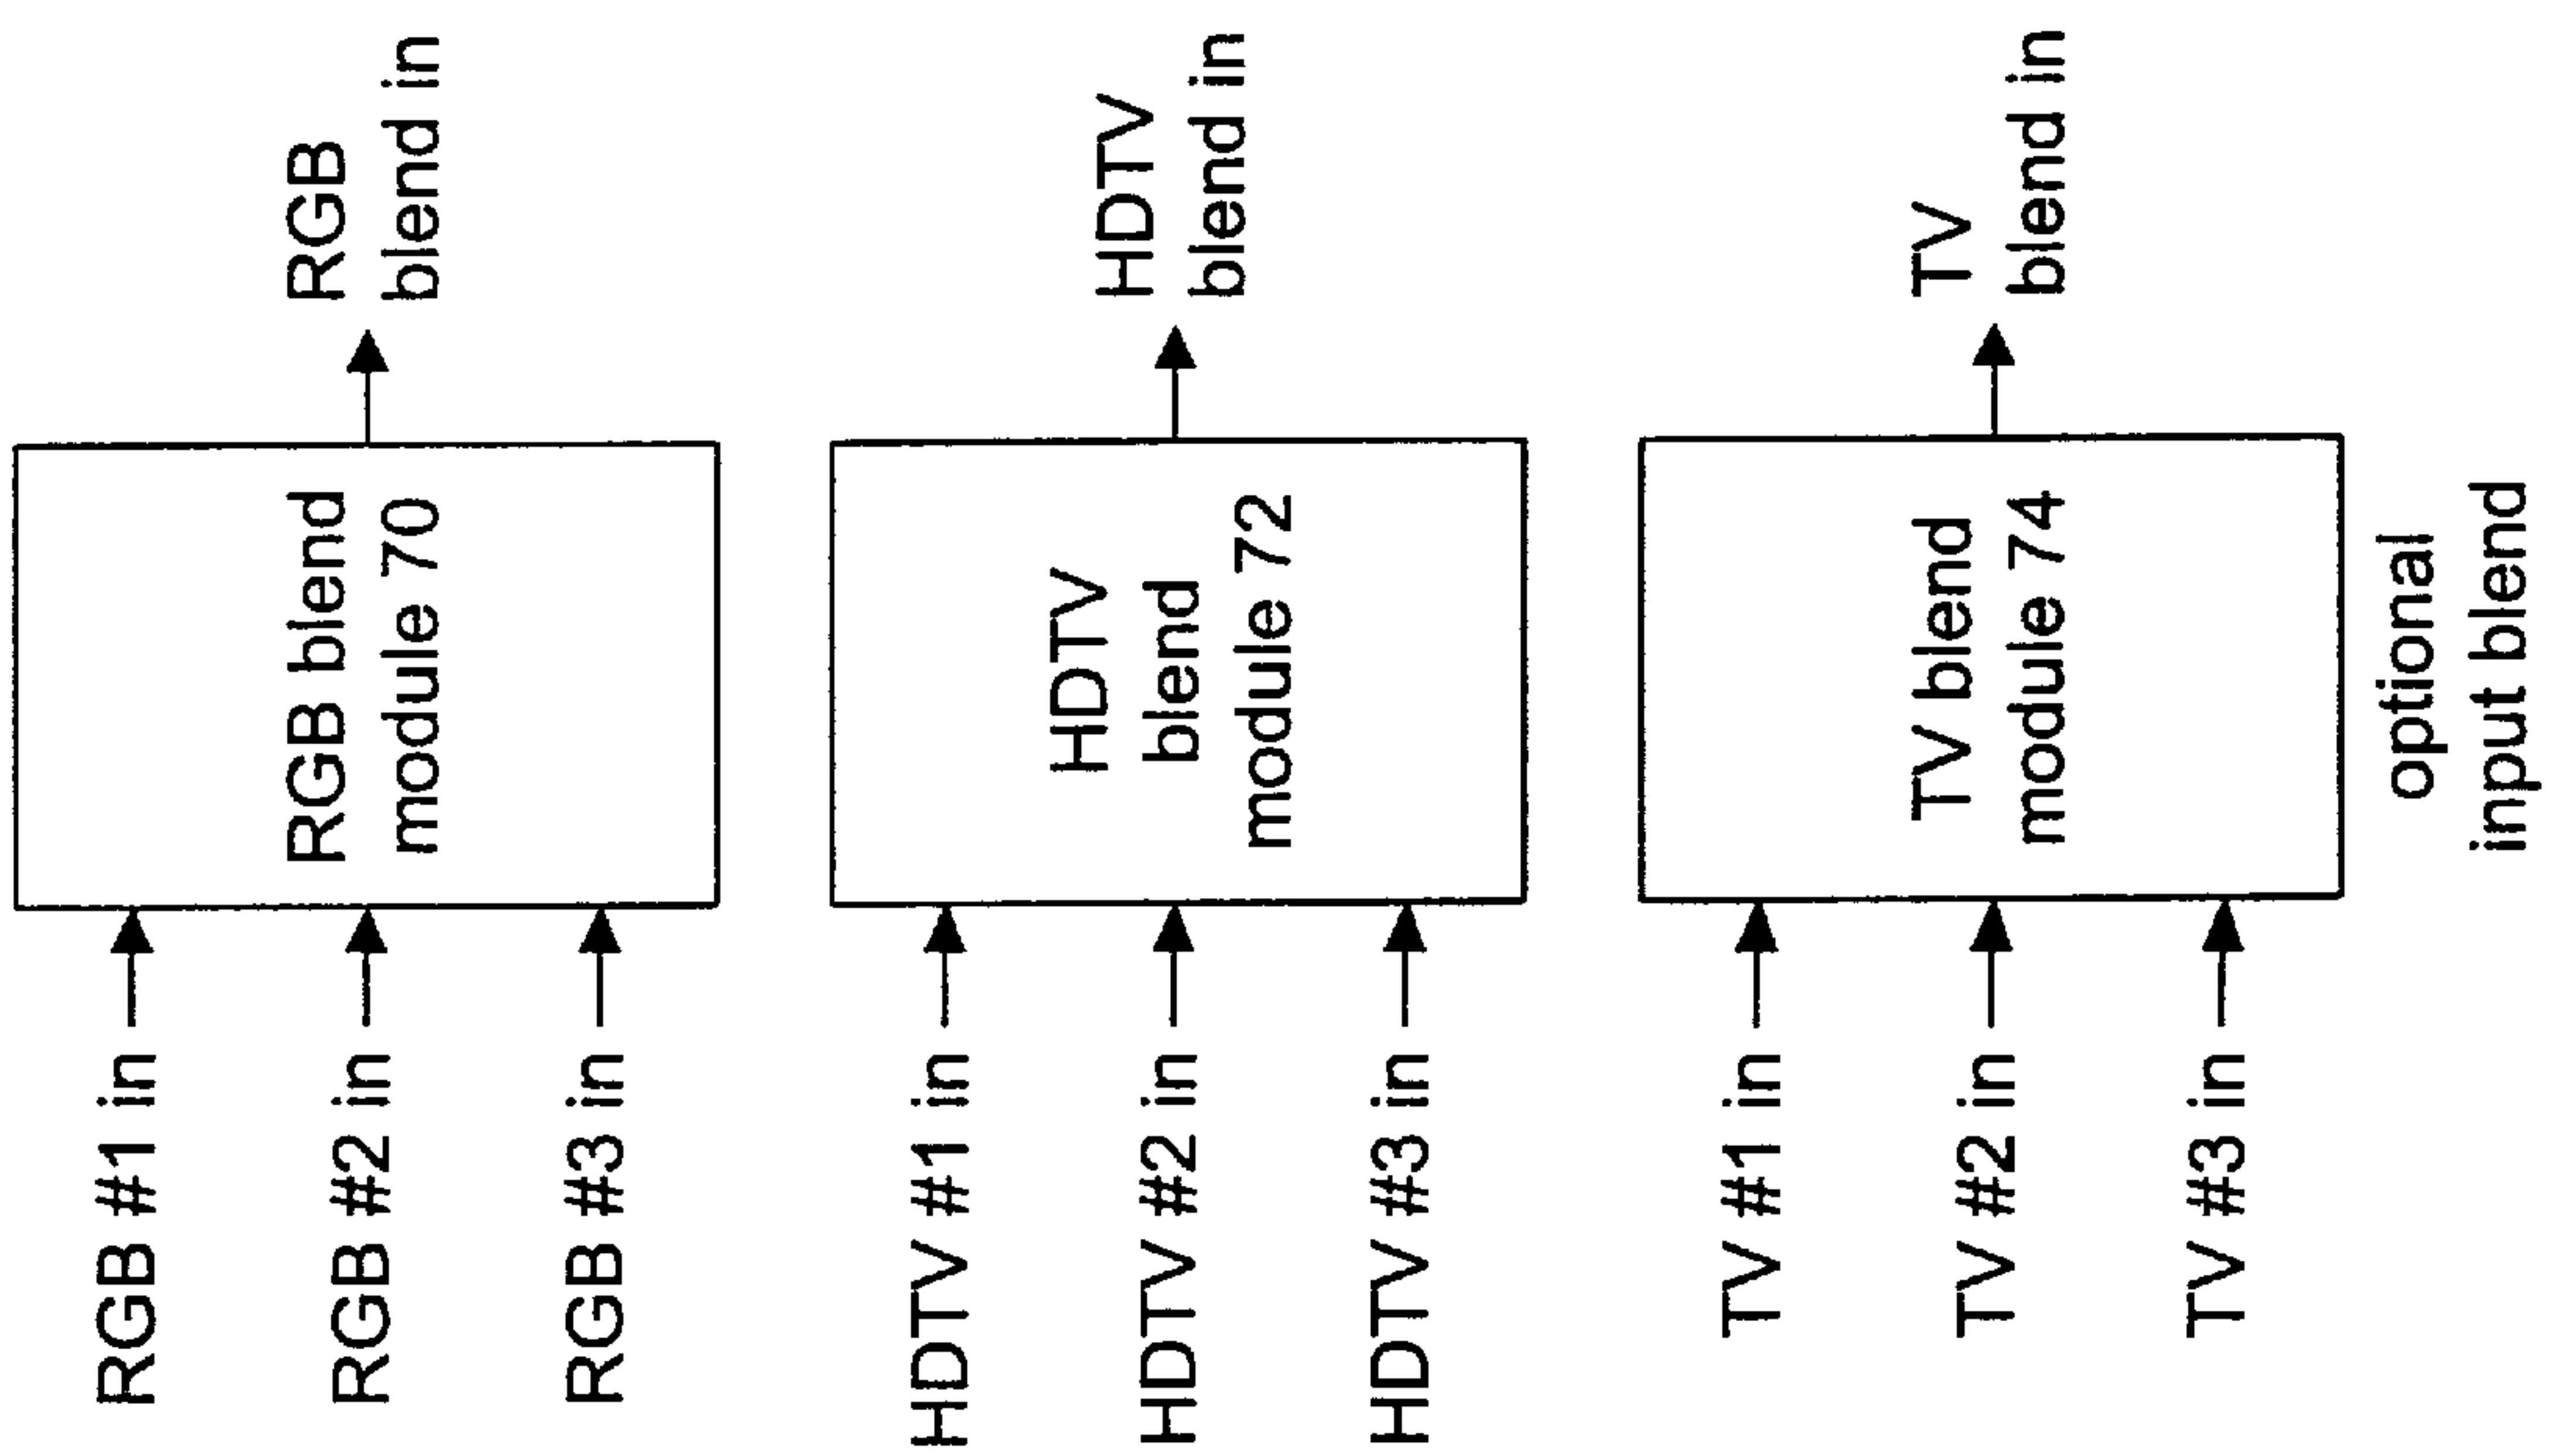 RGB #1 in
RGB #2 in
RGB #3 in
RGB blend
module 70
RGB
blend in
HDTV #1 in
HDTV #2 in
HDTV #3 in
HDTV
blend
module 72
HDTV
blend in
TV #1 in
TV #2 in
TV #3 in
TV blend
module 74
TV
blend in
optional
input blend